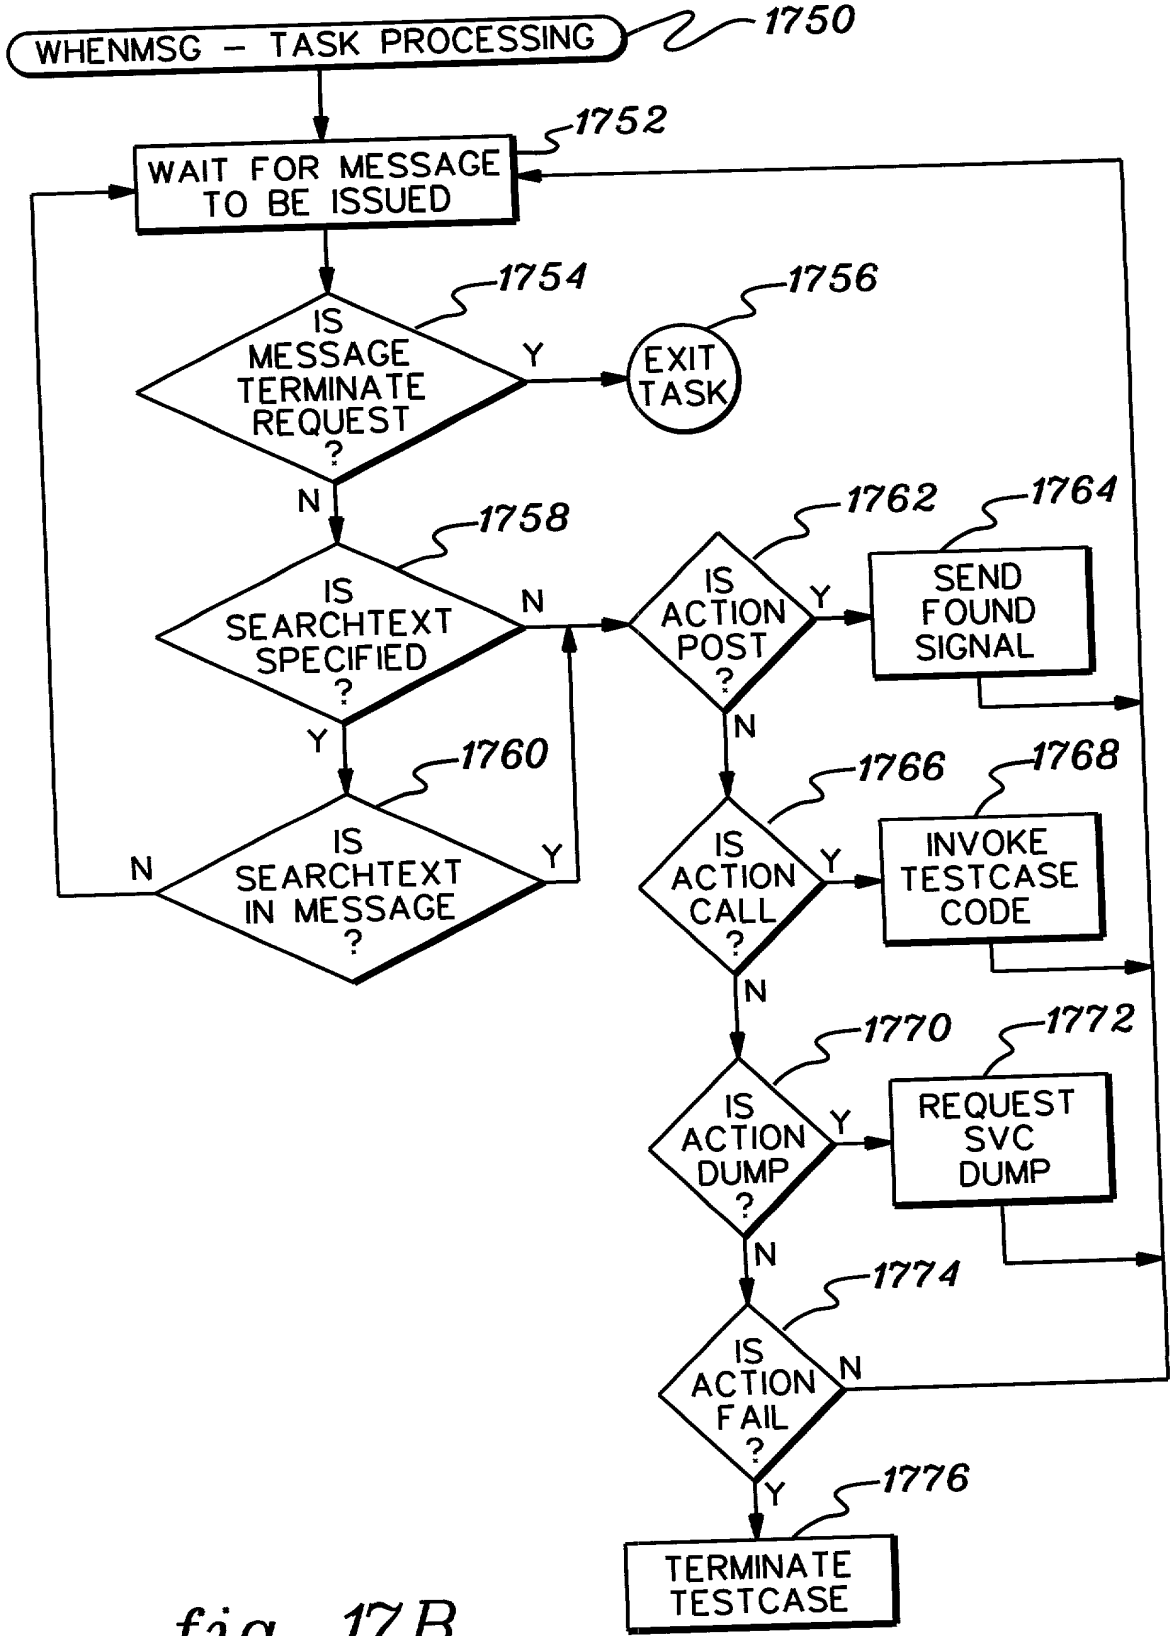 WHENMSG - TASK PROCESSING
1750
1752
WAIT FOR MESSAGE
TO BE ISSUED
1754
1756
IS
MESSAGE
TERMINATE
REQUEST
?
Y
EXIT
TASK
N
1758
1762
1764
IS
SEARCHTEXT
SPECIFIED
?
N
IS
ACTION
POST
?
Y
SEND
FOUND
SIGNAL
Y
N
1760
1766
1768
IS
SEARCHTEXT
IN MESSAGE
?
N
Y
IS
ACTION
CALL
?
Y
INVOKE
TESTCASE
CODE
N
1770
1772
IS
ACTION
DUMP
?
Y
REQUEST
SVC
DUMP
N
1774
IS
ACTION
FAIL
?
N
Y
1776
TERMINATE
TESTCASE
fig. 17B